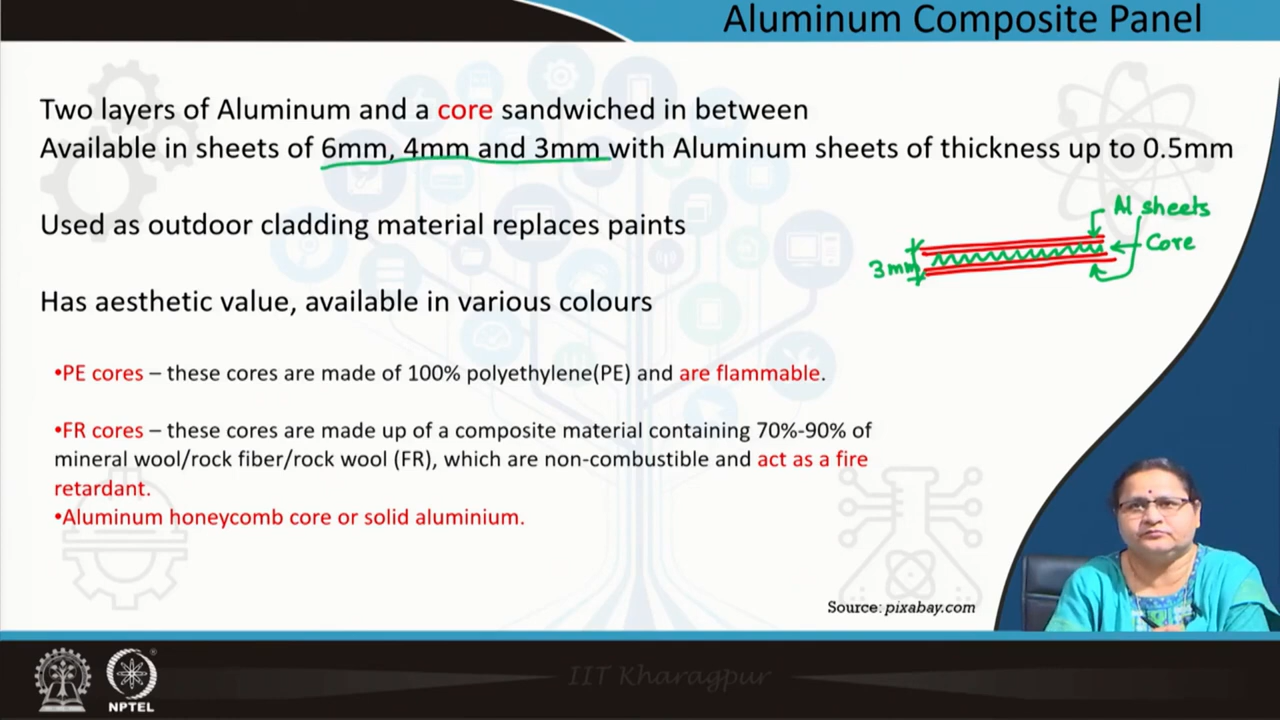 Aluminum Composite Panel
Two layers of Aluminum and a core sandwiched in between
Available in sheets of 6mm, 4mm and 3mm with Aluminum sheets of thickness up to 0.5mm
Used as outdoor cladding material replaces paints
Al sheets
Core
3mm
Has aesthetic value, available in various colours
•PE cores – these cores are made of 100% polyethylene(PE) and are flammable.
•FR cores – these cores are made up of a composite material containing 70%-90% of
mineral wool/rock fiber/rock wool (FR), which are non-combustible and act as a fire
retardant.
•Aluminum honeycomb core or solid aluminium.
Source: pixabay.com
IIT Kharagpur
NPTEL